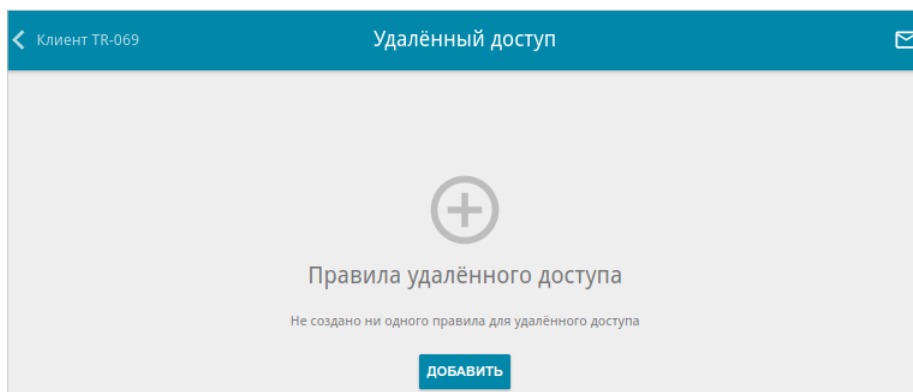 Клиент TR-069
Удалённый доступ
Правила удалённого доступа
Не создано ни одного правила для удалённого доступа
ДОБАВИТЬ